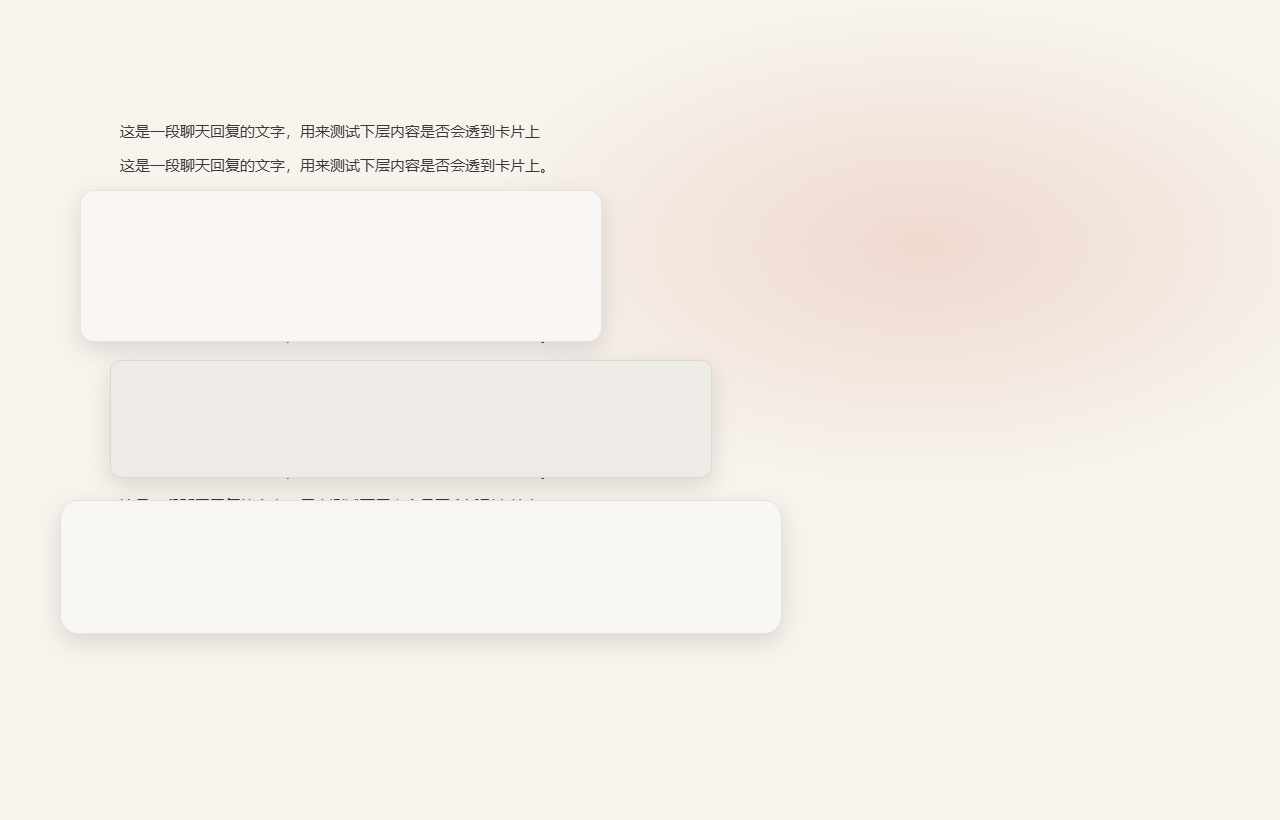 这是一段聊天回复的文字，用来测试下层内容是否会透到卡片上
这是一段聊天回复的文字，用来测试下层内容是否会透到卡片上。